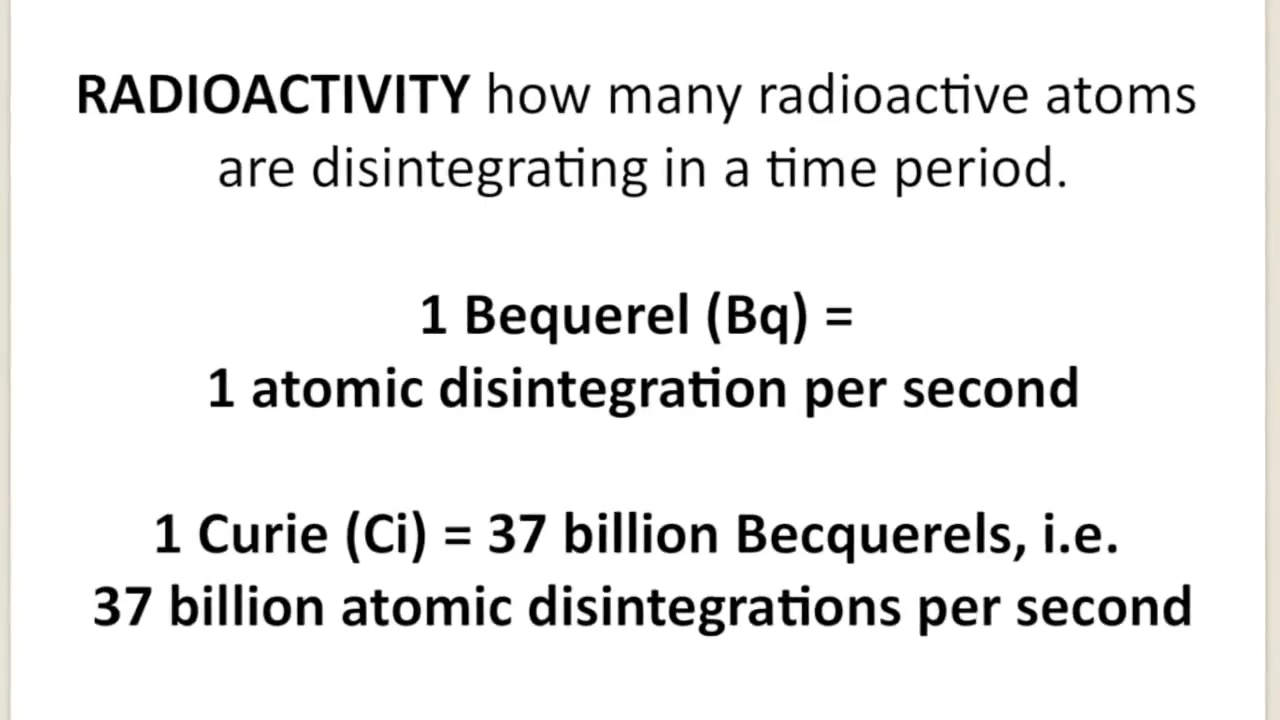 RADIOACTIVITY how many radioactive atoms
are disintegrating in a time period.
1 Bequerel (Bq) =
1 atomic disintegration per second
1 Curie (Ci) = 37 billion Becquerels, i.e.
37 billion atomic disintegrations per second